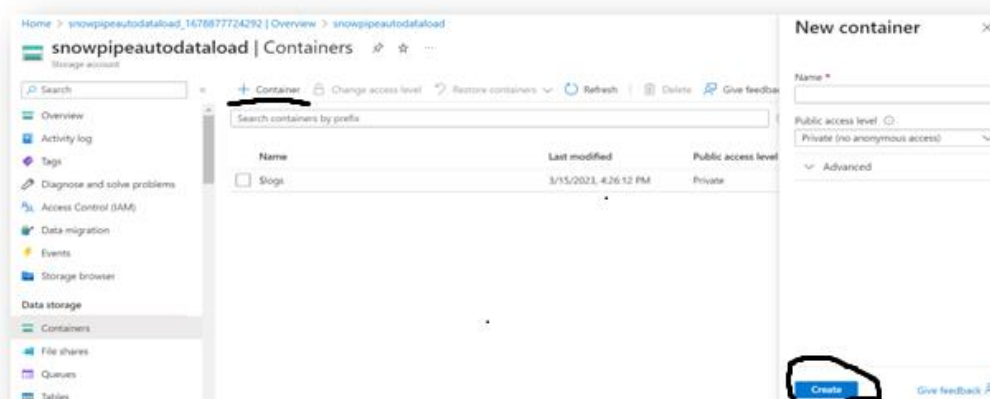 Home > snowpipeautodataload_1678877724292 | Overview > snowpipeautodataload
snowpipeautodataload | Containers
Storage account
Search
+ Container Change access level Restore containers Refresh Delete Give feedbac
Search containers by prefix
Name Last modified Public access level
$logs 3/15/2023, 4:26:12 PM Private
Overview
Activity log
Tags
Diagnose and solve problems
Access Control (IAM)
Data migration
Events
Storage browser
Data storage
Containers
File shares
Queues
Tables
New container
Name *
Public access level
Private (no anonymous access)
Advanced
Create
Give feedback